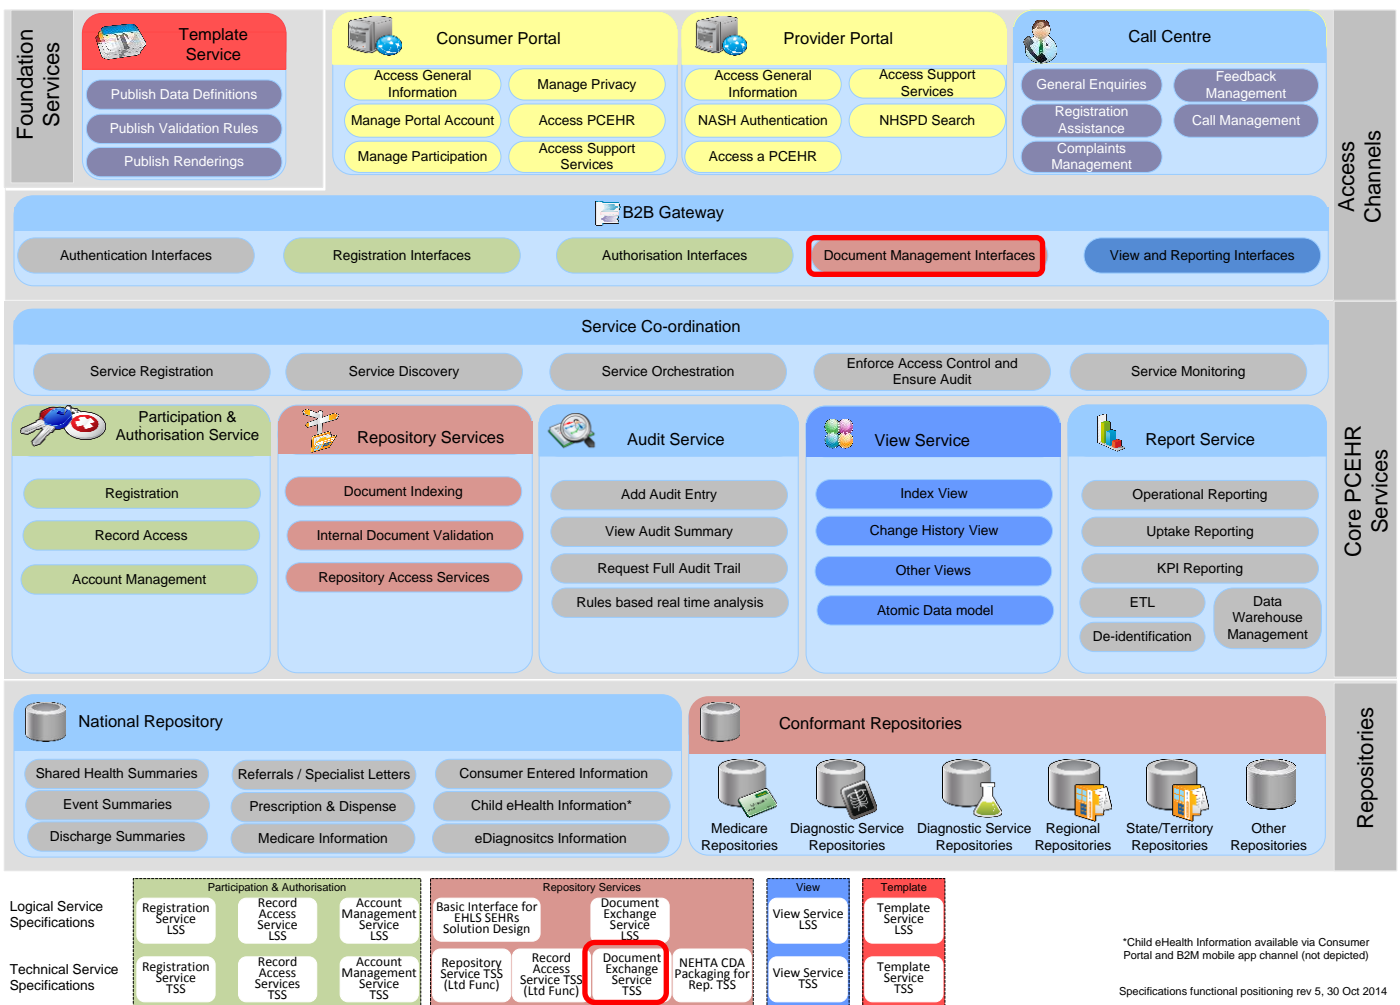 Foundation
Services
Template
Service
Publish Data Definitions
Publish Validation Rules
Publish Renderings
Consumer Portal
Access General
Information
Manage Privacy
Manage Portal Account
Access PCEHR
Manage Participation
Access Support
Services
Provider Portal
Access General
Information
Access Support
Services
NASH Authentication
NHSPD Search
Access a PCEHR
Call Centre
General Enquiries
Feedback
Management
Registration
Assistance
Call Management
Complaints
Management
Access
Channels
B2B Gateway
Authentication Interfaces
Registration Interfaces
Authorisation Interfaces
Document Management Interfaces
View and Reporting Interfaces
Service Co-ordination
Service Registration
Service Discovery
Service Orchestration
Enforce Access Control and
Ensure Audit
Service Monitoring
Core PCEHR
Services
Participation &
Authorisation Service
Registration
Record Access
Account Management
Repository Services
Document Indexing
Internal Document Validation
Repository Access Services
Audit Service
Add Audit Entry
View Audit Summary
Request Full Audit Trail
Rules based real time analysis
View Service
Index View
Change History View
Other Views
Atomic Data model
Report Service
Operational Reporting
Uptake Reporting
KPI Reporting
ETL
De-identification
Data
Warehouse
Management
Repositories
National Repository
Shared Health Summaries
Referrals / Specialist Letters
Consumer Entered Information
Event Summaries
Prescription & Dispense
Child eHealth Information*
Discharge Summaries
Medicare Information
eDiagnositcs Information
Conformant Repositories
Medicare
Repositories
Diagnostic Service
Repositories
Diagnostic Service
Repositories
Regional
Repositories
State/Territory
Repositories
Other
Repositories
Logical Service
Specifications
Technical Service
Specifications
Participation & Authorisation
Registration
Service
LSS
Record
Access
Service
LSS
Account
Management
Service
LSS
Registration
Service
TSS
Record
Access
Services
TSS
Account
Management
Service
TSS
Repository Services
Basic Interface for
EHLS SEHRs
Solution Design
Document
Exchange
Service
LSS
Repository
Service TSS
(Ltd Func)
Record
Access
Service TSS
(Ltd Func)
Document
Exchange
Service
TSS
NEHTA CDA
Packaging for
Rep. TSS
View
View Service
LSS
View Service
TSS
Template
Template
Service
LSS
Template
Service
TSS
*Child eHealth Information available via Consumer
Portal and B2M mobile app channel (not depicted)
Specifications functional positioning rev 5, 30 Oct 2014